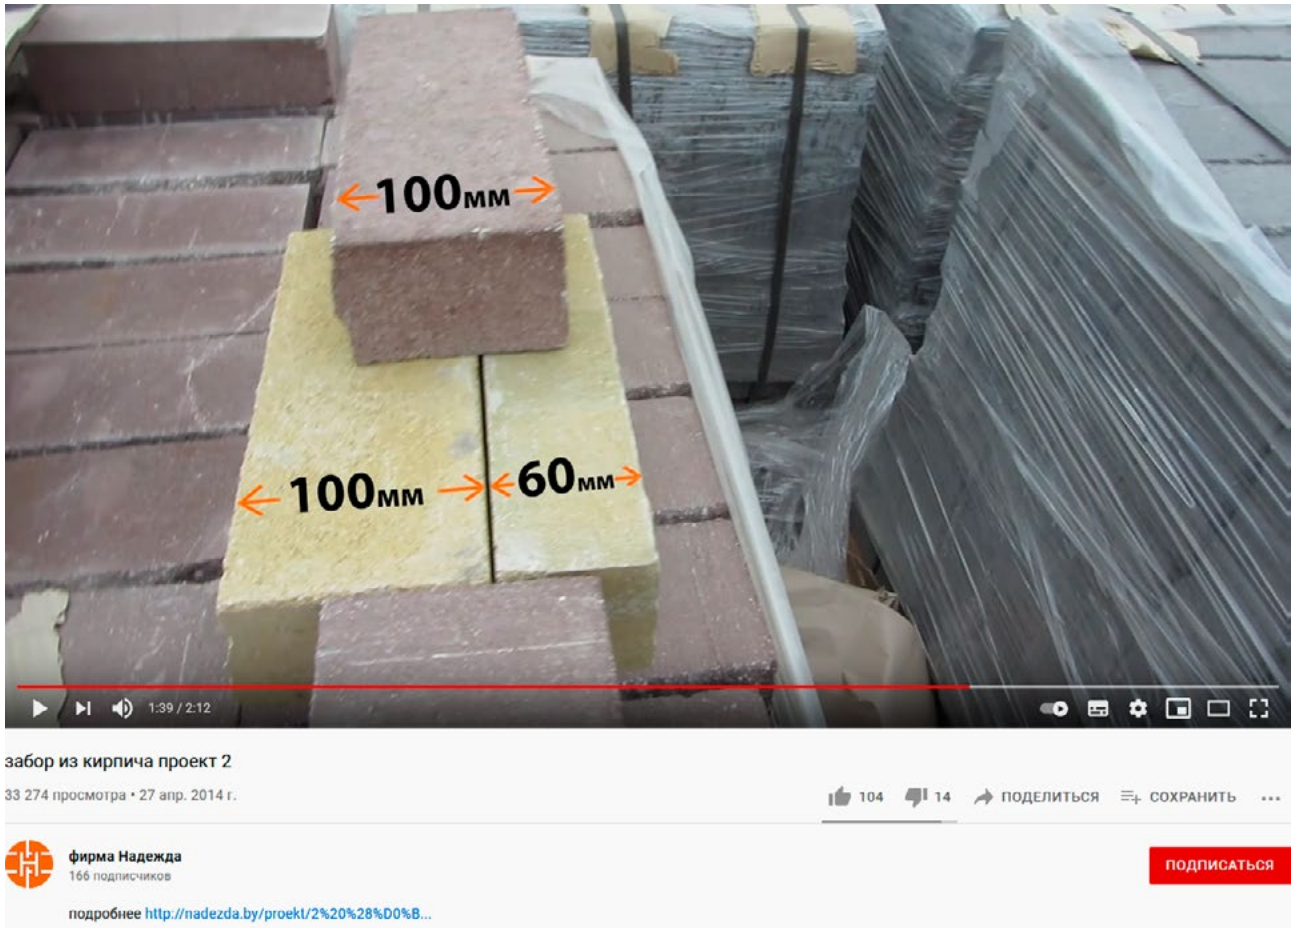 100мм
100мм
60мм
1:39 / 2:12
забор из кирпича проект 2
33 274 просмотра • 27 апр. 2014 г.
104
14
ПОДЕЛИТЬСЯ
СОХРАНИТЬ
фирма Надежда
166 подписчиков
ПОДПИСАТЬСЯ
подробнее http://nadezda.by/proekt/2%20%28%D0%B...